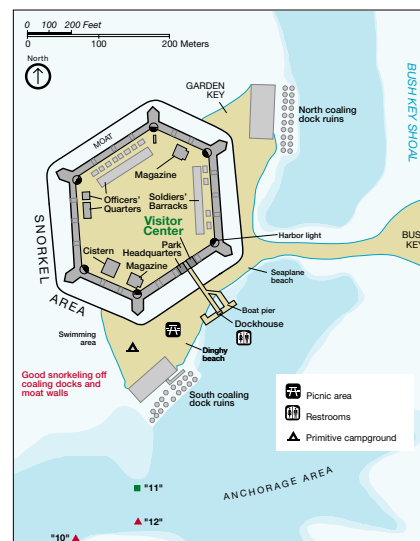 0 100 200 Feet
0 100 200 Meters
North
GARDEN
KEY
North coaling
dock ruins
BUSH KEY SHOAL
MOAT
Magazine
Officers'
Quarters
Soldiers'
Barracks
Visitor
Center
Park
Headquarters
Harbor light
BUS
KEY
SNORKEL AREA
Cistern
Magazine
Seaplane
beach
Boat pier
Dockhouse
Swimming
area
Dinghy
beach
Good snorkeling off
coaling docks and
moat walls
South coaling
dock ruins
Picnic area
Restrooms
Primitive campground
ANCHORAGE AREA
"11"
"12"
"10"